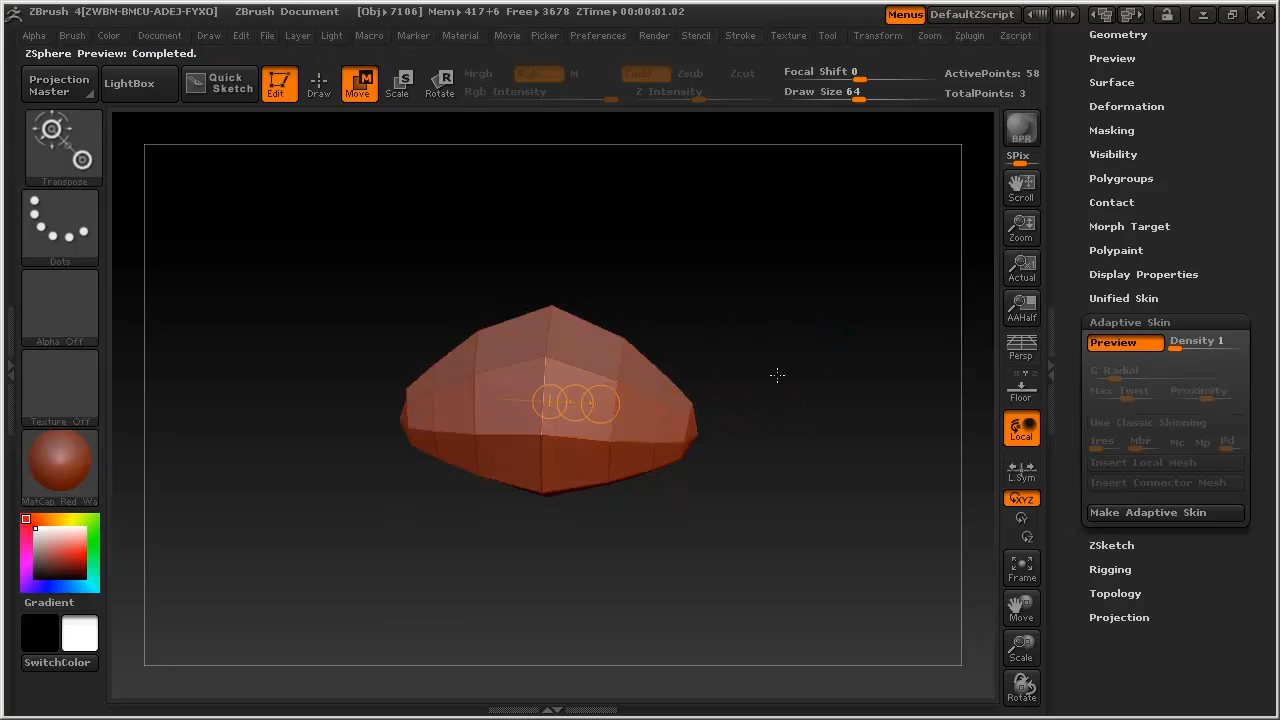 ZBrush 4[ZWBM-BMCU-ADEJ-FYXO] ZBrush Document [Obj▸7106] Mem▸417+6 Free▸3678 ZTime▸00:00:01.02 Menus DefaultZScript
Alpha Brush Color Document Draw Edit File Layer Light Macro Marker Material Movie Picker Preferences Render Stencil Stroke Texture Tool Transform Zoom Zplugin Zscript
ZSphere Preview: Completed.
Projection Master
LightBox
Quick Sketch
Edit
Draw
Move
Scale
Rotate
Mrgb Rgb M
Rgb Intensity
Zadd Zsub Zcut
Z Intensity
Focal Shift 0
Draw Size 64
ActivePoints: 58
TotalPoints: 3
Transpose
Dots
Alpha Off
Texture Off
MatCap Red Wa
Gradient
SwitchColor
BPR
SPix
Scroll
Zoom
Actual
AAHalf
Persp
Floor
Local
L.Sym
XYZ
Y
Z
Frame
Move
Scale
Rotate
Geometry
Preview
Surface
Deformation
Masking
Visibility
Polygroups
Contact
Morph Target
Polypaint
Display Properties
Unified Skin
Adaptive Skin
Preview Density 1
G Radial
Max Twist Proximity
Use Classic Skinning
Ires Mbr Mc Mp Pd
Insert Local Mesh
Insert Connector Mesh
Make Adaptive Skin
ZSketch
Rigging
Topology
Projection